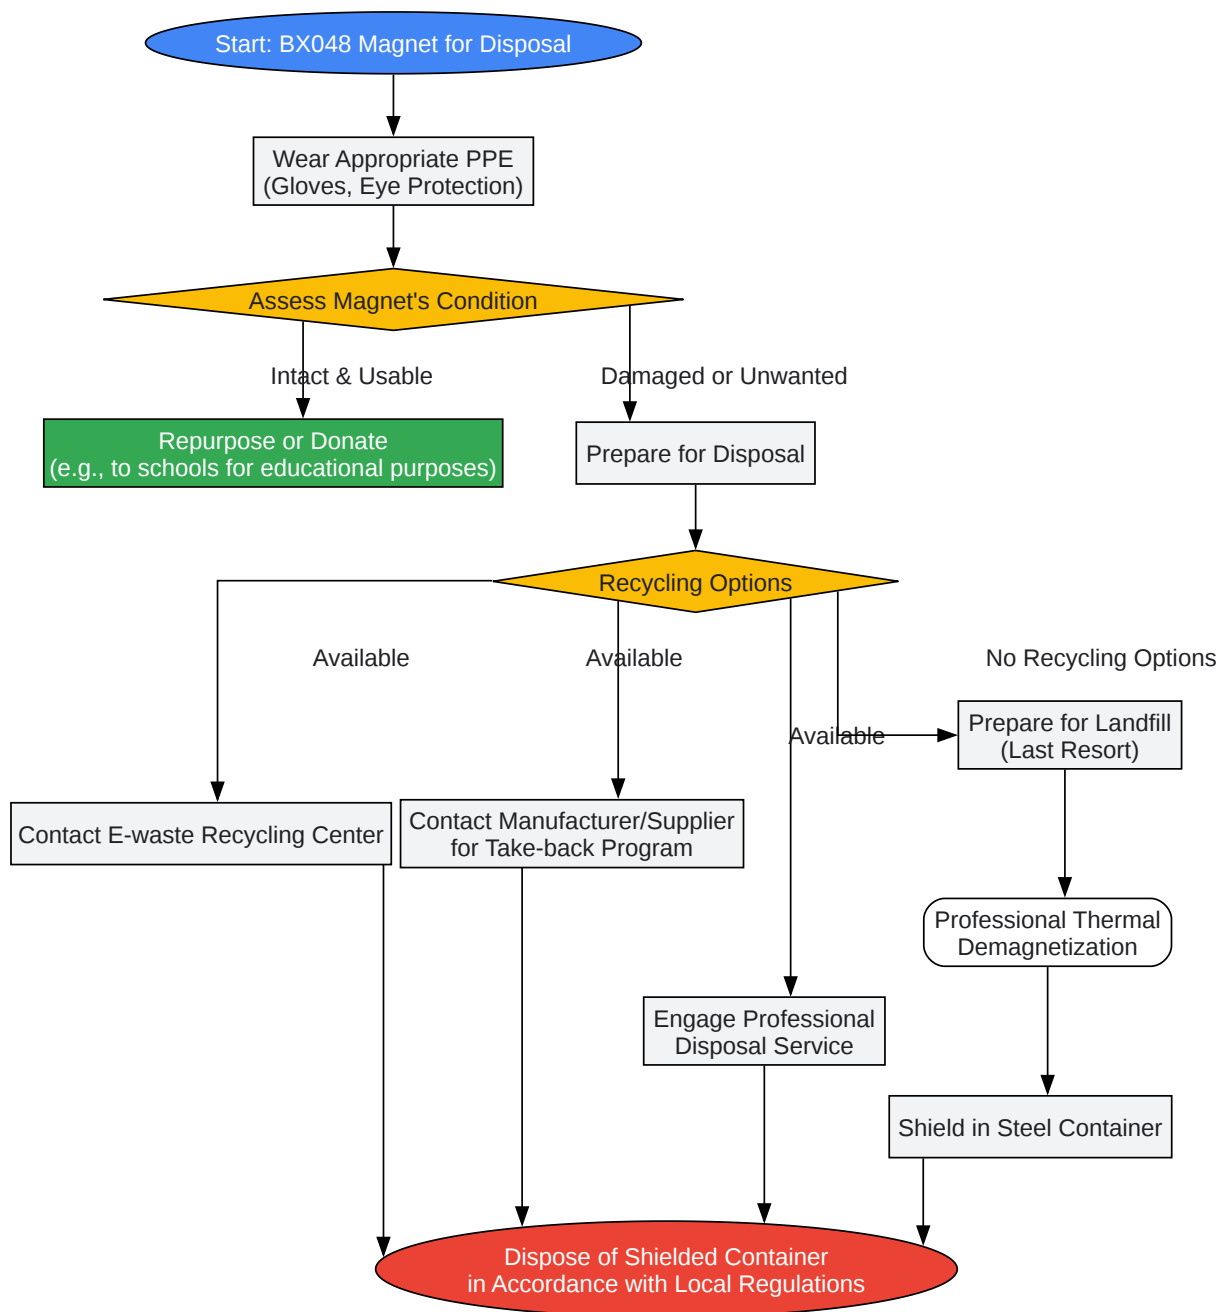 Start: BX048 Magnet for Disposal
Wear Appropriate PPE
(Gloves, Eye Protection)
Assess Magnet's Condition
Intact & Usable
Damaged or Unwanted
Repurpose or Donate
(e.g., to schools for educational purposes)
Prepare for Disposal
Recycling Options
Available
Available
No Recycling Options
Available
Prepare for Landfill
(Last Resort)
Contact E-waste Recycling Center
Contact Manufacturer/Supplier
for Take-back Program
Professional Thermal
Demagnetization
Engage Professional
Disposal Service
Shield in Steel Container
Dispose of Shielded Container
in Accordance with Local Regulations